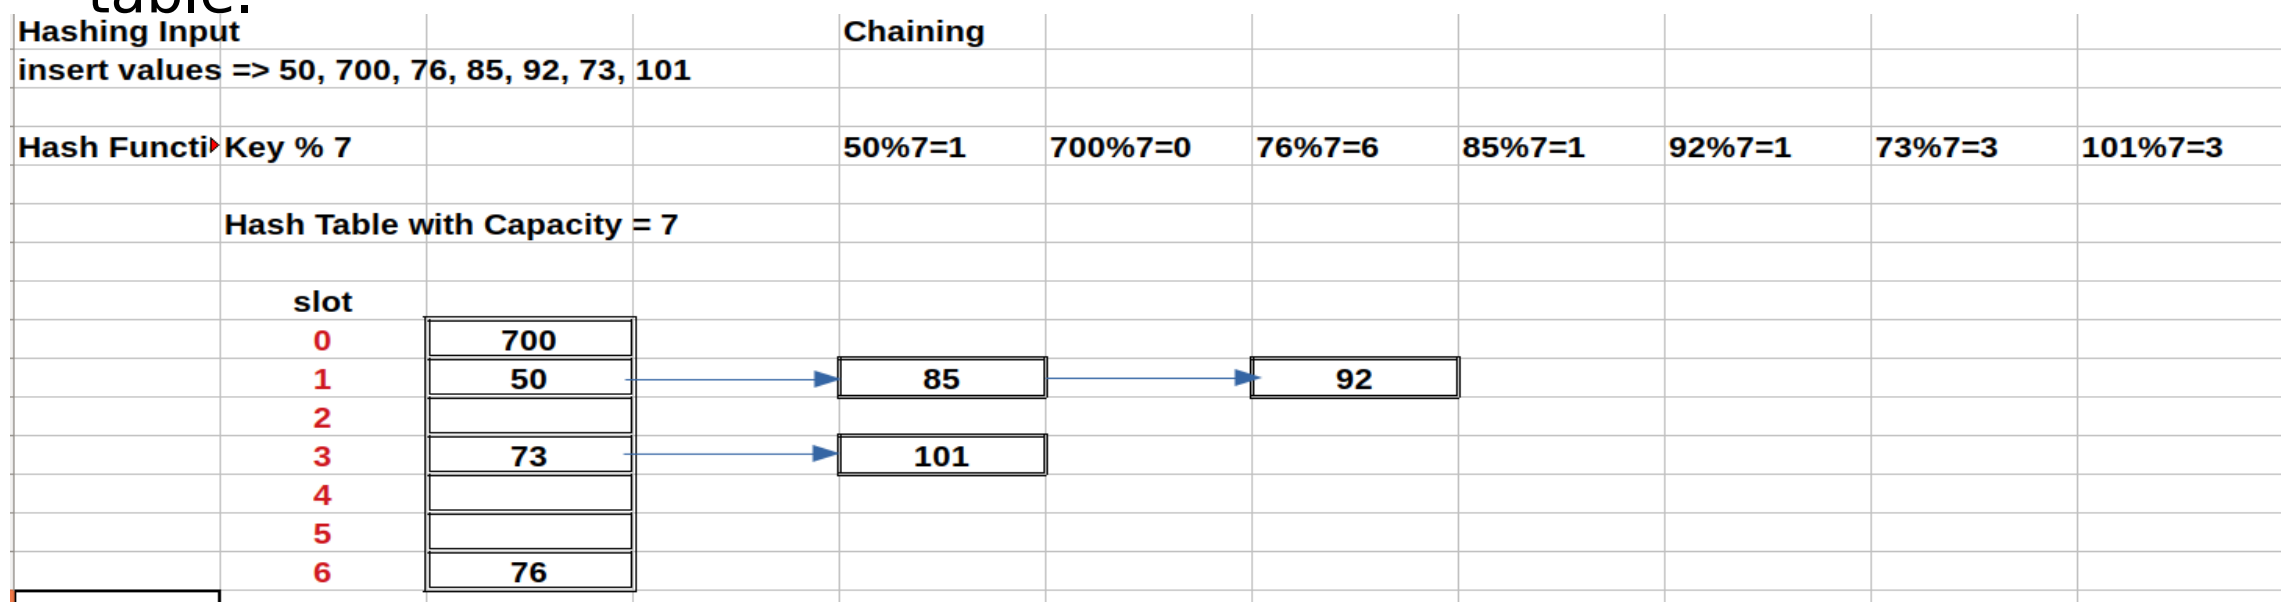 table.
Hashing Input Chaining
insert values => 50, 700, 76, 85, 92, 73, 101
Hash Functi Key % 7 50%7=1 700%7=0 76%7=6 85%7=1 92%7=1 73%7=3 101%7=3
Hash Table with Capacity = 7
slot
0 700
1 50 85 92
2
3 73 101
4
5
6 76